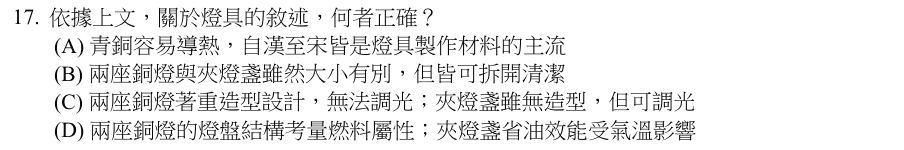 17. 依據上文，關於燈具的敘述，何者正確？
(A) 青銅容易導熱，自漢至宋皆是燈具製作材料的主流
(B) 兩座銅燈與夾燈盞雖然大小有別，但皆可拆開清潔
(C) 兩座銅燈著重造型設計，無法調光；夾燈盞雖無造型，但可調光
(D) 兩座銅燈的燈盤結構考量燃料屬性；夾燈盞省油效能受氣溫影響